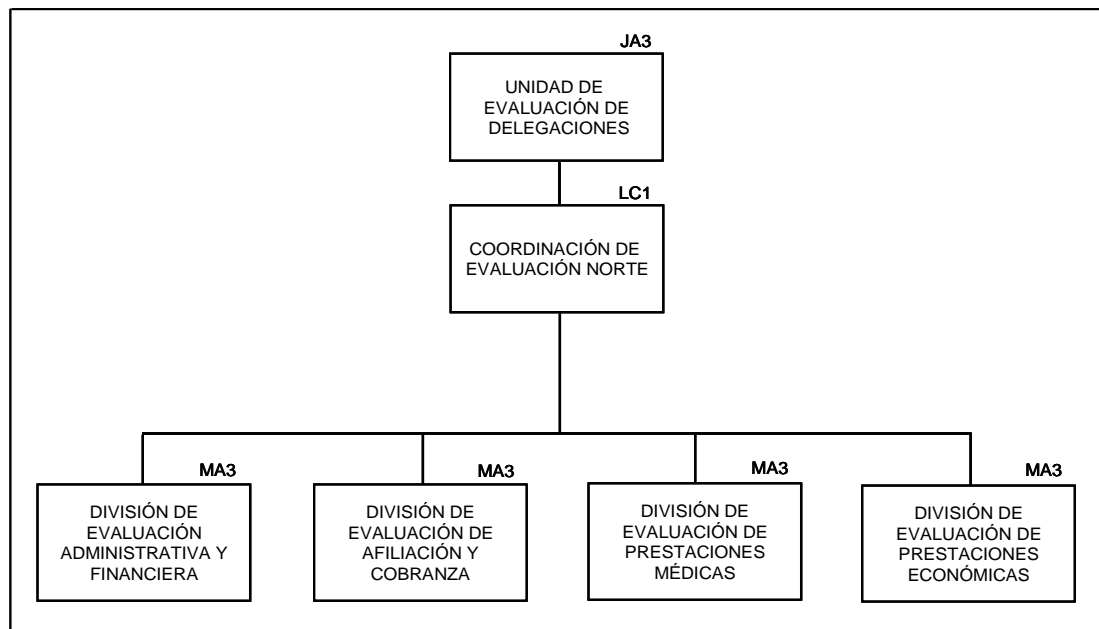 JA3
UNIDAD DE
EVALUACIÓN DE
DELEGACIONES
LC1
COORDINACIÓN DE
EVALUACIÓN NORTE
MA3
DIVISIÓN DE
EVALUACIÓN
ADMINISTRATIVA Y
FINANCIERA
MA3
DIVISIÓN DE
EVALUACIÓN DE
AFILIACIÓN Y
COBRANZA
MA3
DIVISIÓN DE
EVALUACIÓN DE
PRESTACIONES
MÉDICAS
MA3
DIVISIÓN DE
EVALUACIÓN DE
PRESTACIONES
ECONÓMICAS